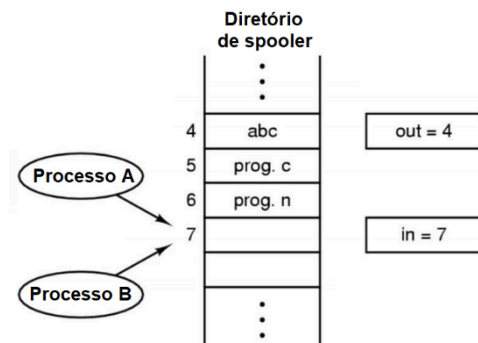 Diretório
de spooler
4 abc out = 4
Processo A 5 prog. c
6 prog. n
7 in = 7
Processo B